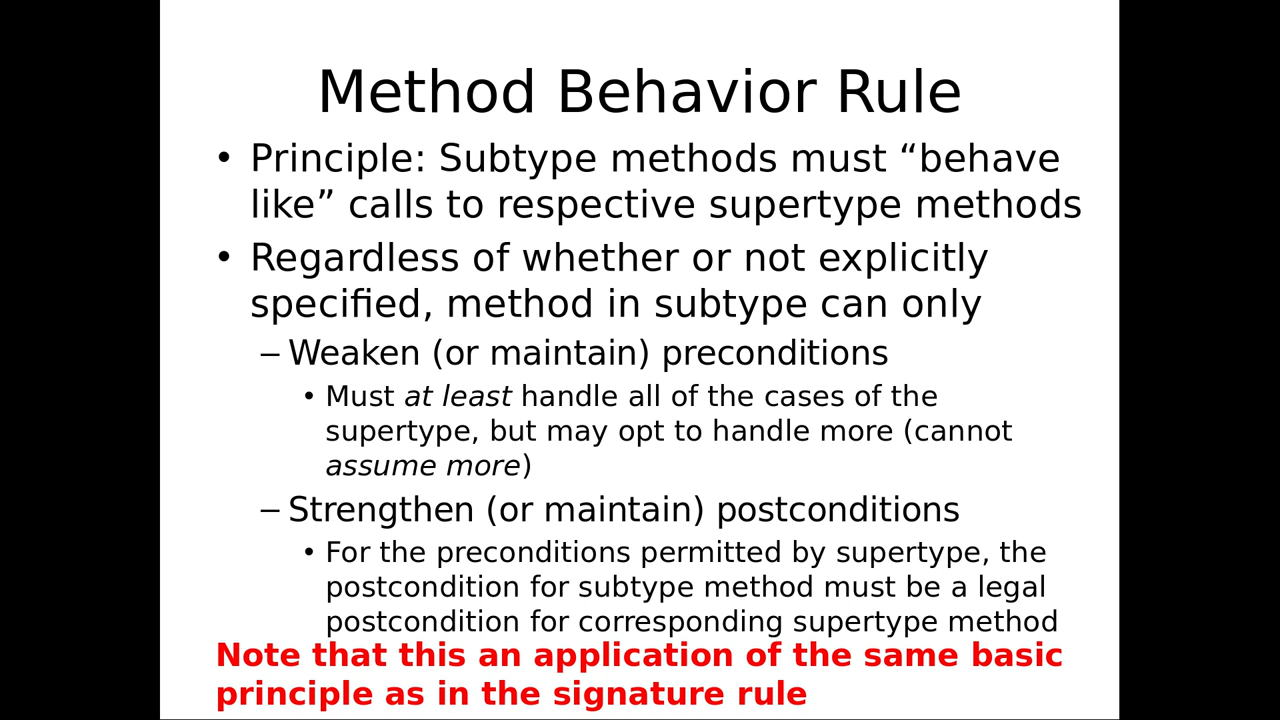 Method Behavior Rule
• Principle: Subtype methods must “behave
like” calls to respective supertype methods
• Regardless of whether or not explicitly
specified, method in subtype can only
– Weaken (or maintain) preconditions
• Must at least handle all of the cases of the
supertype, but may opt to handle more (cannot
assume more)
– Strengthen (or maintain) postconditions
• For the preconditions permitted by supertype, the
postcondition for subtype method must be a legal
postcondition for corresponding supertype method
Note that this an application of the same basic
principle as in the signature rule